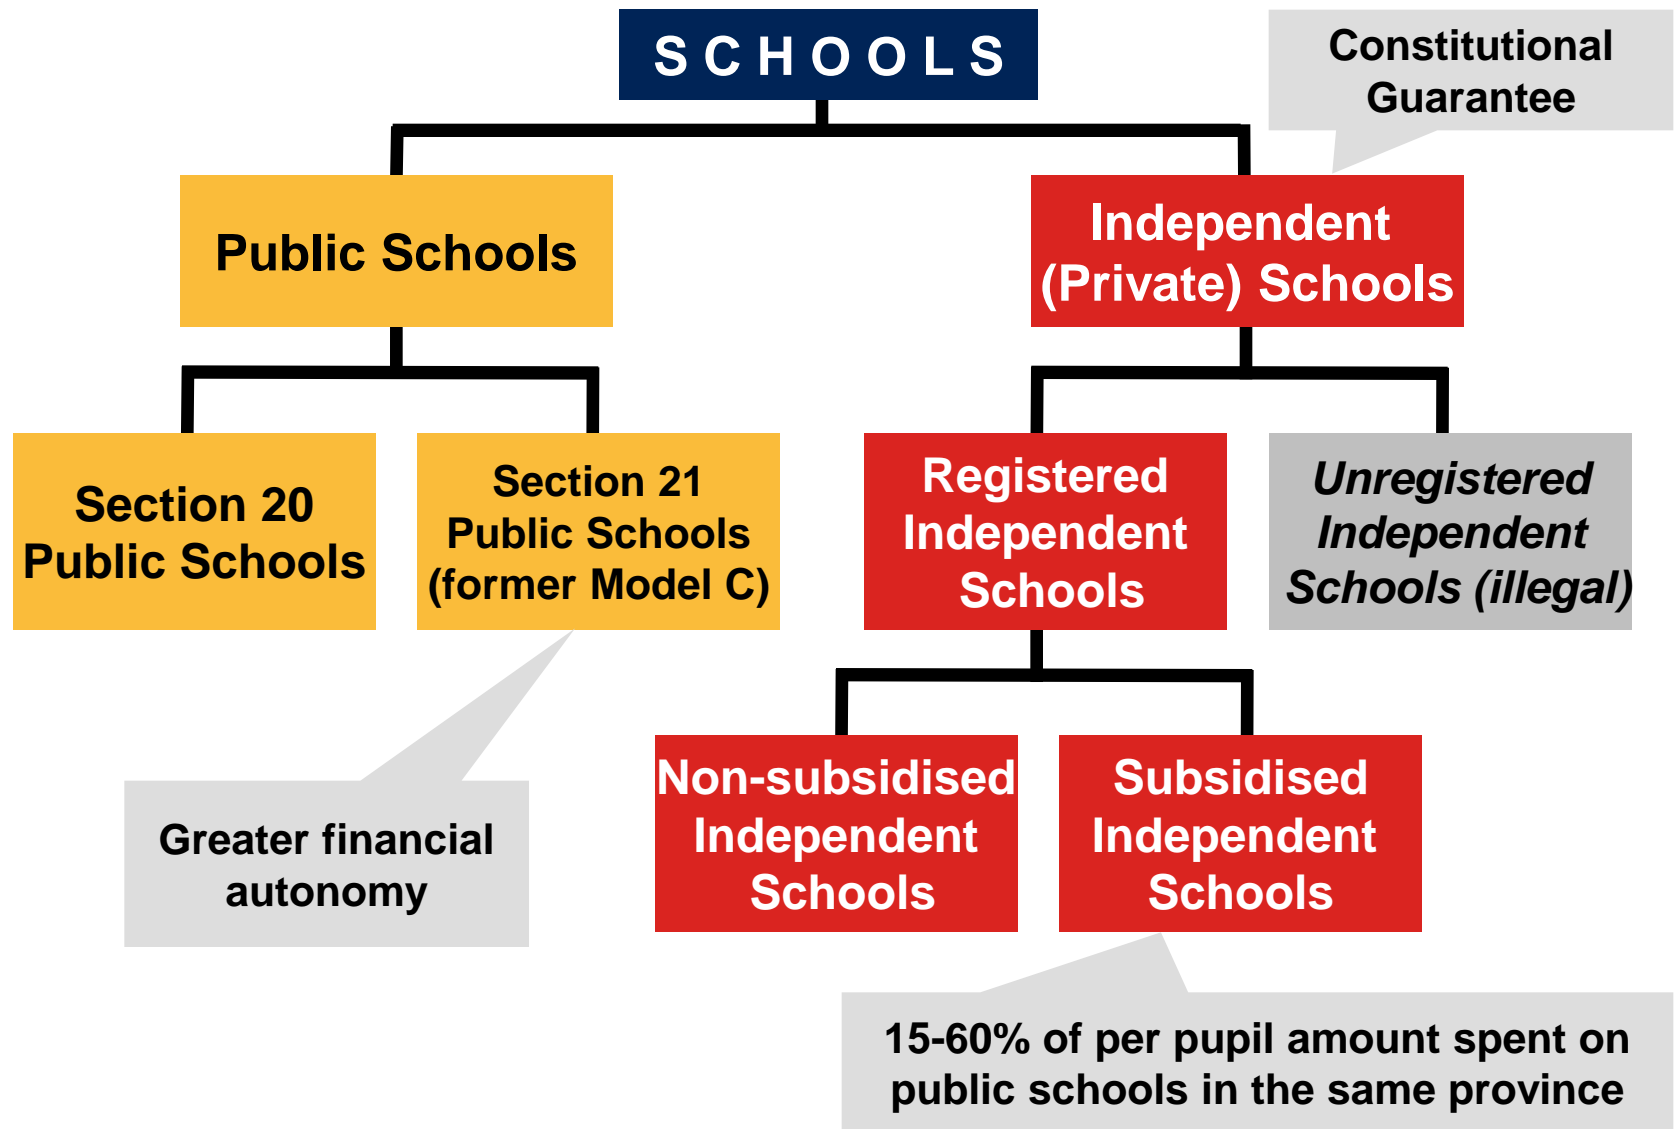 S C H O O L S
Constitutional
Guarantee
Public Schools
Independent
(Private) Schools
Section 20
Public Schools
Section 21
Public Schools
(former Model C)
Registered
Independent
Schools
Unregistered
Independent
Schools (illegal)
Greater financial
autonomy
Non-subsidised
Independent
Schools
Subsidised
Independent
Schools
15-60% of per pupil amount spent on
public schools in the same province